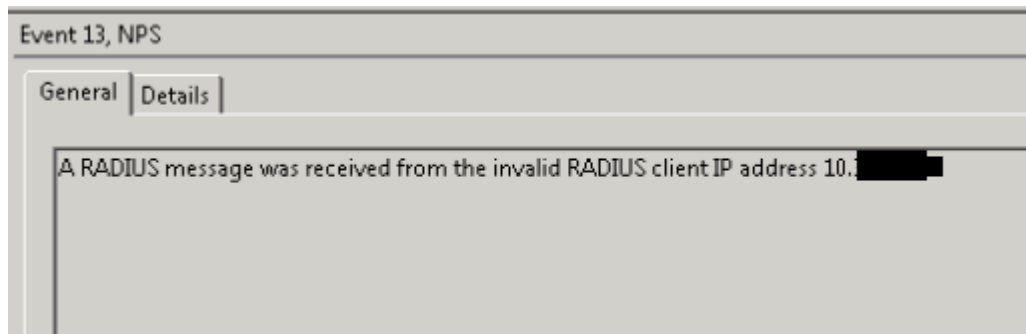 Event 13, NPS
General Details
A RADIUS message was received from the invalid RADIUS client IP address 10.